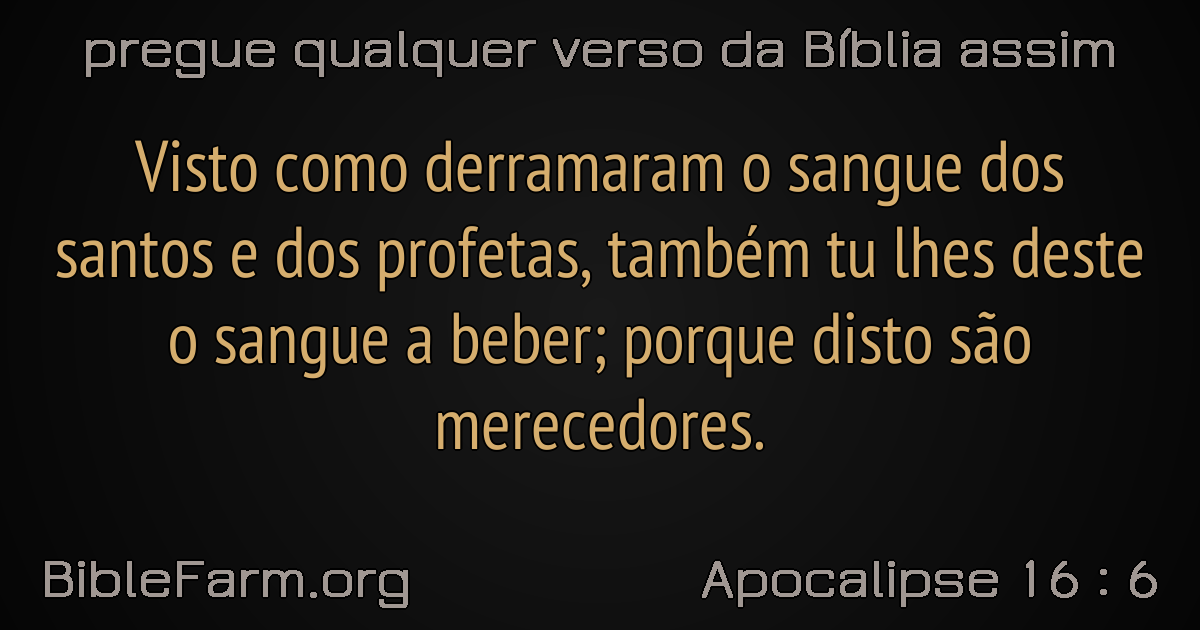 pregue qualquer verso da Bíblia assim
Visto como derramaram o sangue dos
santos e dos profetas, também tu lhes deste
o sangue a beber; porque disto são
merecedores.
BibleFarm.org
Apocalipse 16 : 6